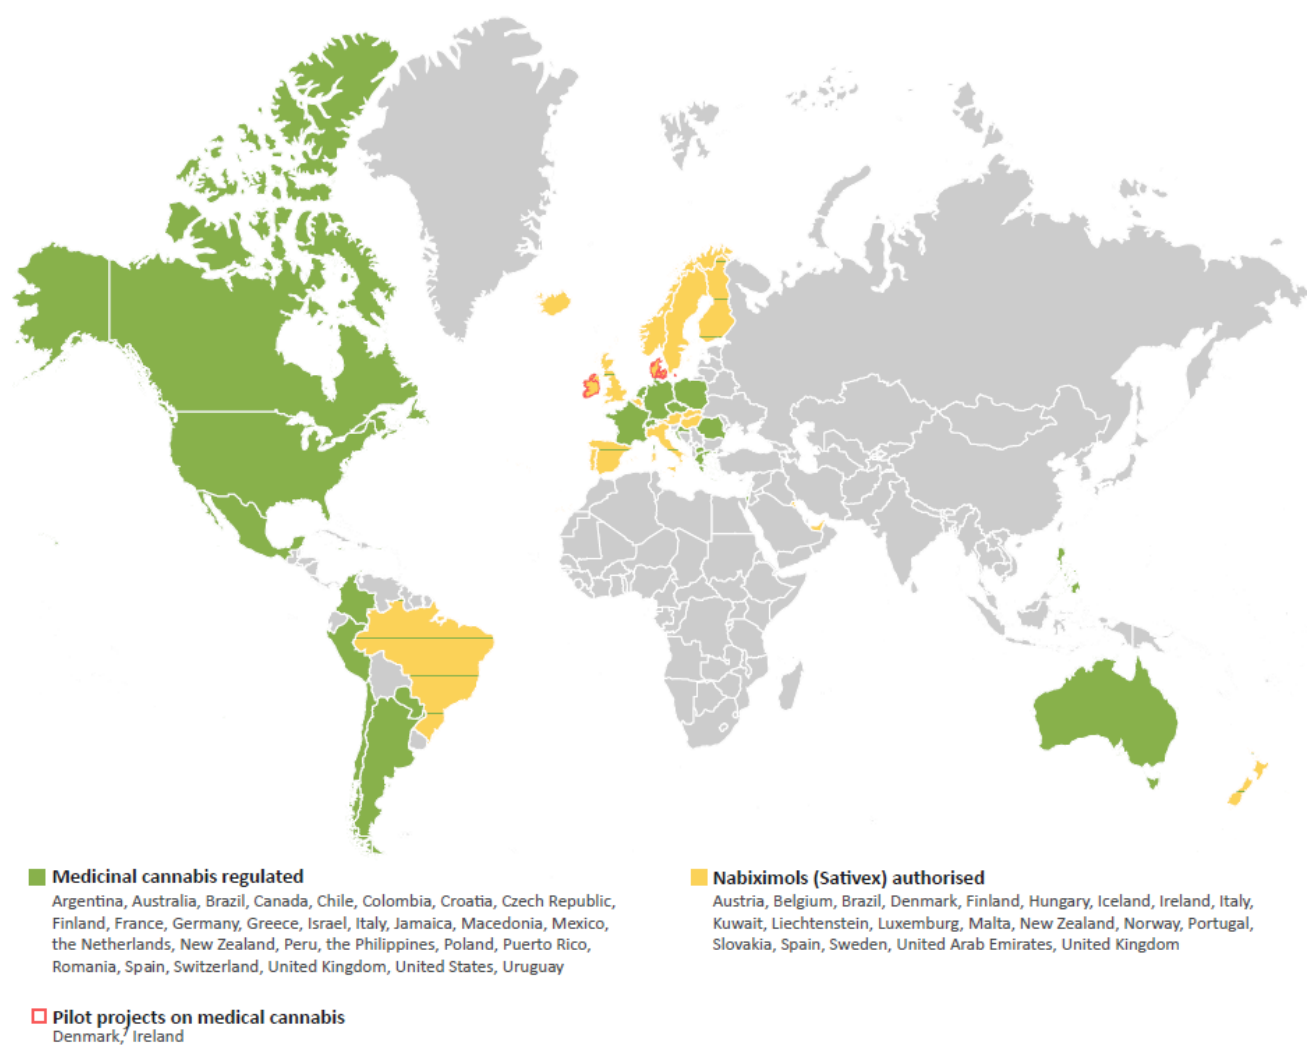 Medicinal cannabis regulated
Argentina, Australia, Brazil, Canada, Chile, Colombia, Croatia, Czech Republic,
Finland, France, Germany, Greece, Israel, Italy, Jamaica, Macedonia, Mexico,
the Netherlands, New Zealand, Peru, the Philippines, Poland, Puerto Rico,
Romania, Spain, Switzerland, United Kingdom, United States, Uruguay
Pilot projects on medical cannabis
Denmark,⁷ Ireland
Nabiximols (Sativex) authorised
Austria, Belgium, Brazil, Denmark, Finland, Hungary, Iceland, Ireland, Italy,
Kuwait, Liechtenstein, Luxemburg, Malta, New Zealand, Norway, Portugal,
Slovakia, Spain, Sweden, United Arab Emirates, United Kingdom